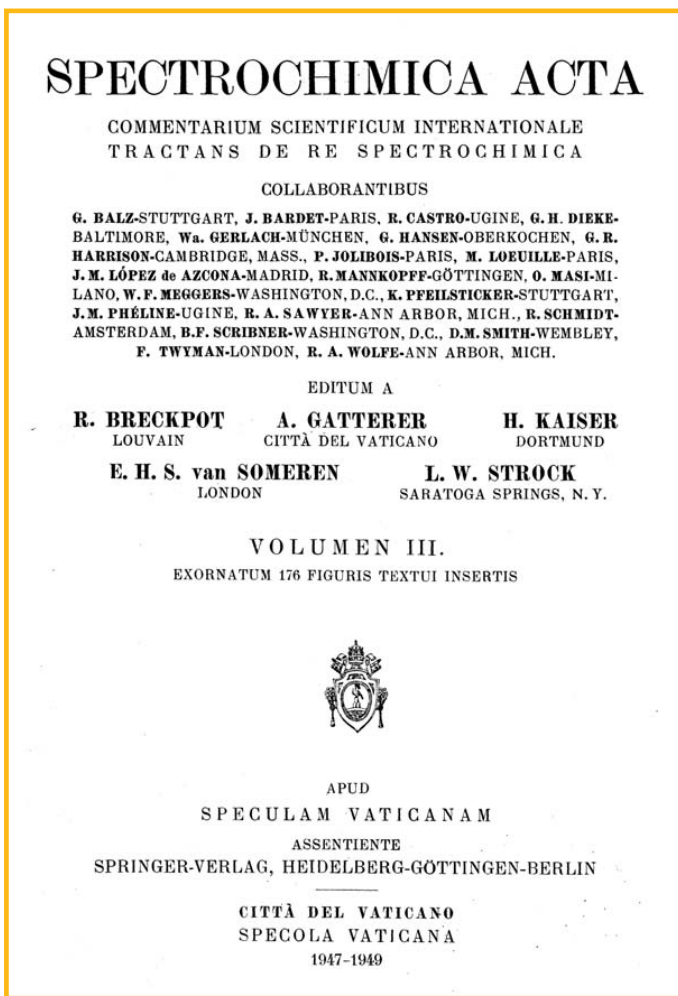 SPECTROCHIMICA ACTA
COMMENTARIUM SCIENTIFICUM INTERNATIONALE
TRACTANS DE RE SPECTROCHIMICA
COLLABORANTIBUS
G. BALZ-STUTTGART, J. BARDET-PARIS, R. CASTRO-UGINE, G. H. DIEKE-
BALTIMORE, Wa. GERLACH-MÜNCHEN, G. HANSEN-OBERKOCHEN, G. R.
HARRISON-CAMBRIDGE, MASS., P. JOLIBOIS-PARIS, M. LOEUILLE-PARIS,
J. M. LÓPEZ de AZCONA-MADRID, R. MANNKOPFF-GÖTTINGEN, O. MASI-MI-
LANO, W. F. MEGGERS-WASHINGTON, D.C., K. PFEILSTICKER-STUTTGART,
J. M. PHÉLINE-UGINE, R. A. SAWYER-ANN ARBOR, MICH., R. SCHMIDT-
AMSTERDAM, B.F. SCRIBNER-WASHINGTON, D.C., D.M. SMITH-WEMBLEY,
F. TWYMAN-LONDON, R. A. WOLFE-ANN ARBOR, MICH.
EDITUM A
R. BRECKPOT A. GATTERER H. KAISER
LOUVAIN CITTÀ DEL VATICANO DORTMUND
E. H. S. van SOMEREN L. W. STROCK
LONDON SARATOGA SPRINGS, N. Y.
VOLUMEN III.
EXORNATUM 176 FIGURIS TEXTUI INSERTIS
APUD
SPECULAM VATICANAM
ASSENTIENTE
SPRINGER-VERLAG, HEIDELBERG-GÖTTINGEN-BERLIN
CITTÀ DEL VATICANO
SPECOLA VATICANA
1947-1949